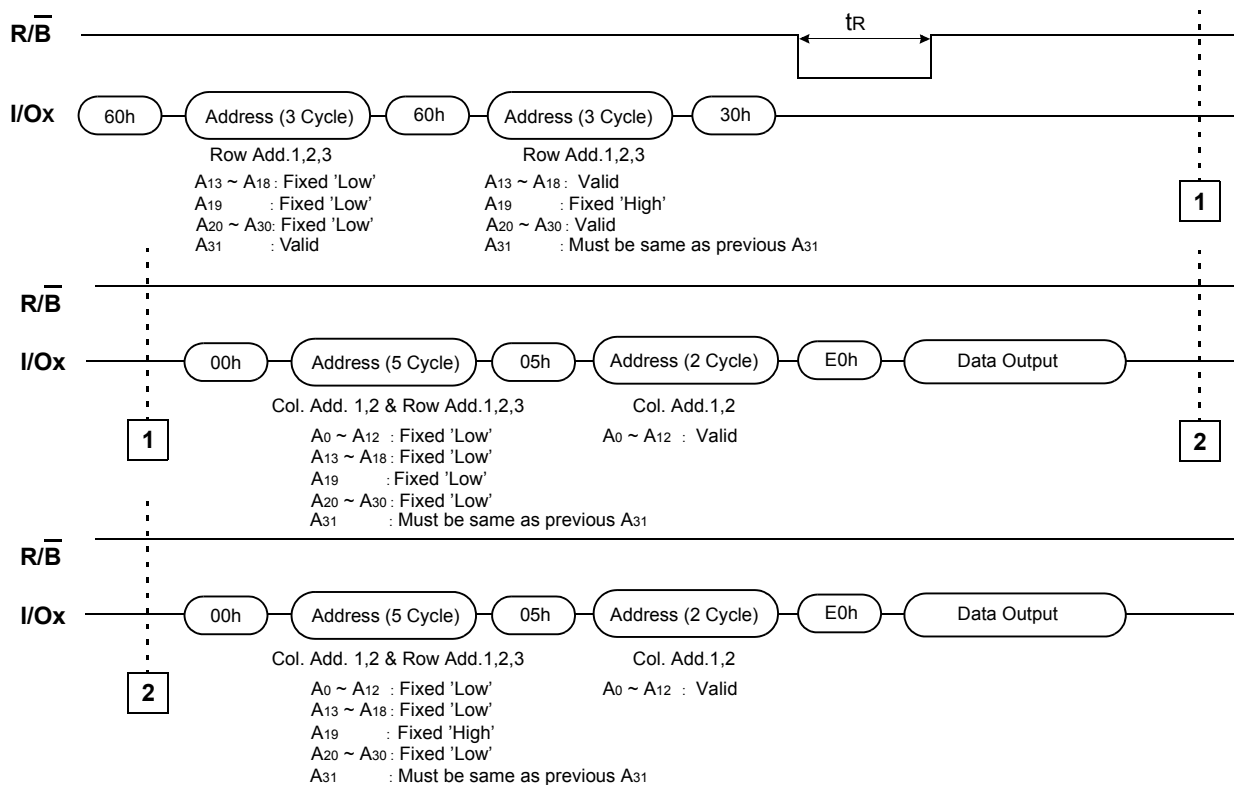 R/B tR
I/Ox 60h Address (3 Cycle) 60h Address (3 Cycle) 30h
Row Add.1,2,3 Row Add.1,2,3
A13 ~ A18 : Fixed 'Low' A13 ~ A18 : Valid
A19 : Fixed 'Low' A19 : Fixed 'High'
A20 ~ A30: Fixed 'Low' A20 ~ A30 : Valid
A31 : Valid A31 : Must be same as previous A31
1
R/B
I/Ox 00h Address (5 Cycle) 05h Address (2 Cycle) E0h Data Output
Col. Add. 1,2 & Row Add.1,2,3 Col. Add.1,2
1 A0 ~ A12 : Fixed 'Low' A0 ~ A12 : Valid 2
A13 ~ A18 : Fixed 'Low'
A19 : Fixed 'Low'
A20 ~ A30 : Fixed 'Low'
A31 : Must be same as previous A31
R/B
I/Ox 00h Address (5 Cycle) 05h Address (2 Cycle) E0h Data Output
Col. Add. 1,2 & Row Add.1,2,3 Col. Add.1,2
2 A0 ~ A12 : Fixed 'Low' A0 ~ A12 : Valid
A13 ~ A18 : Fixed 'Low'
A19 : Fixed 'High'
A20 ~ A30 : Fixed 'Low'
A31 : Must be same as previous A31